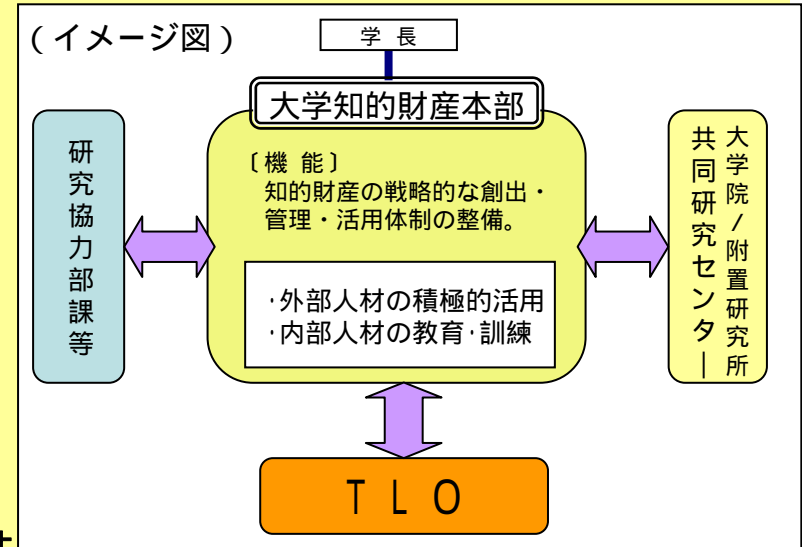 (イメージ図)
学 長
大学知的財産本部
研究協力部課等
〔機 能〕
知的財産の戦略的な創出・
管理・活用体制の整備。
・外部人材の積極的活用
・内部人材の教育・訓練
大学院/附置研究所
共同研究センター
TLO